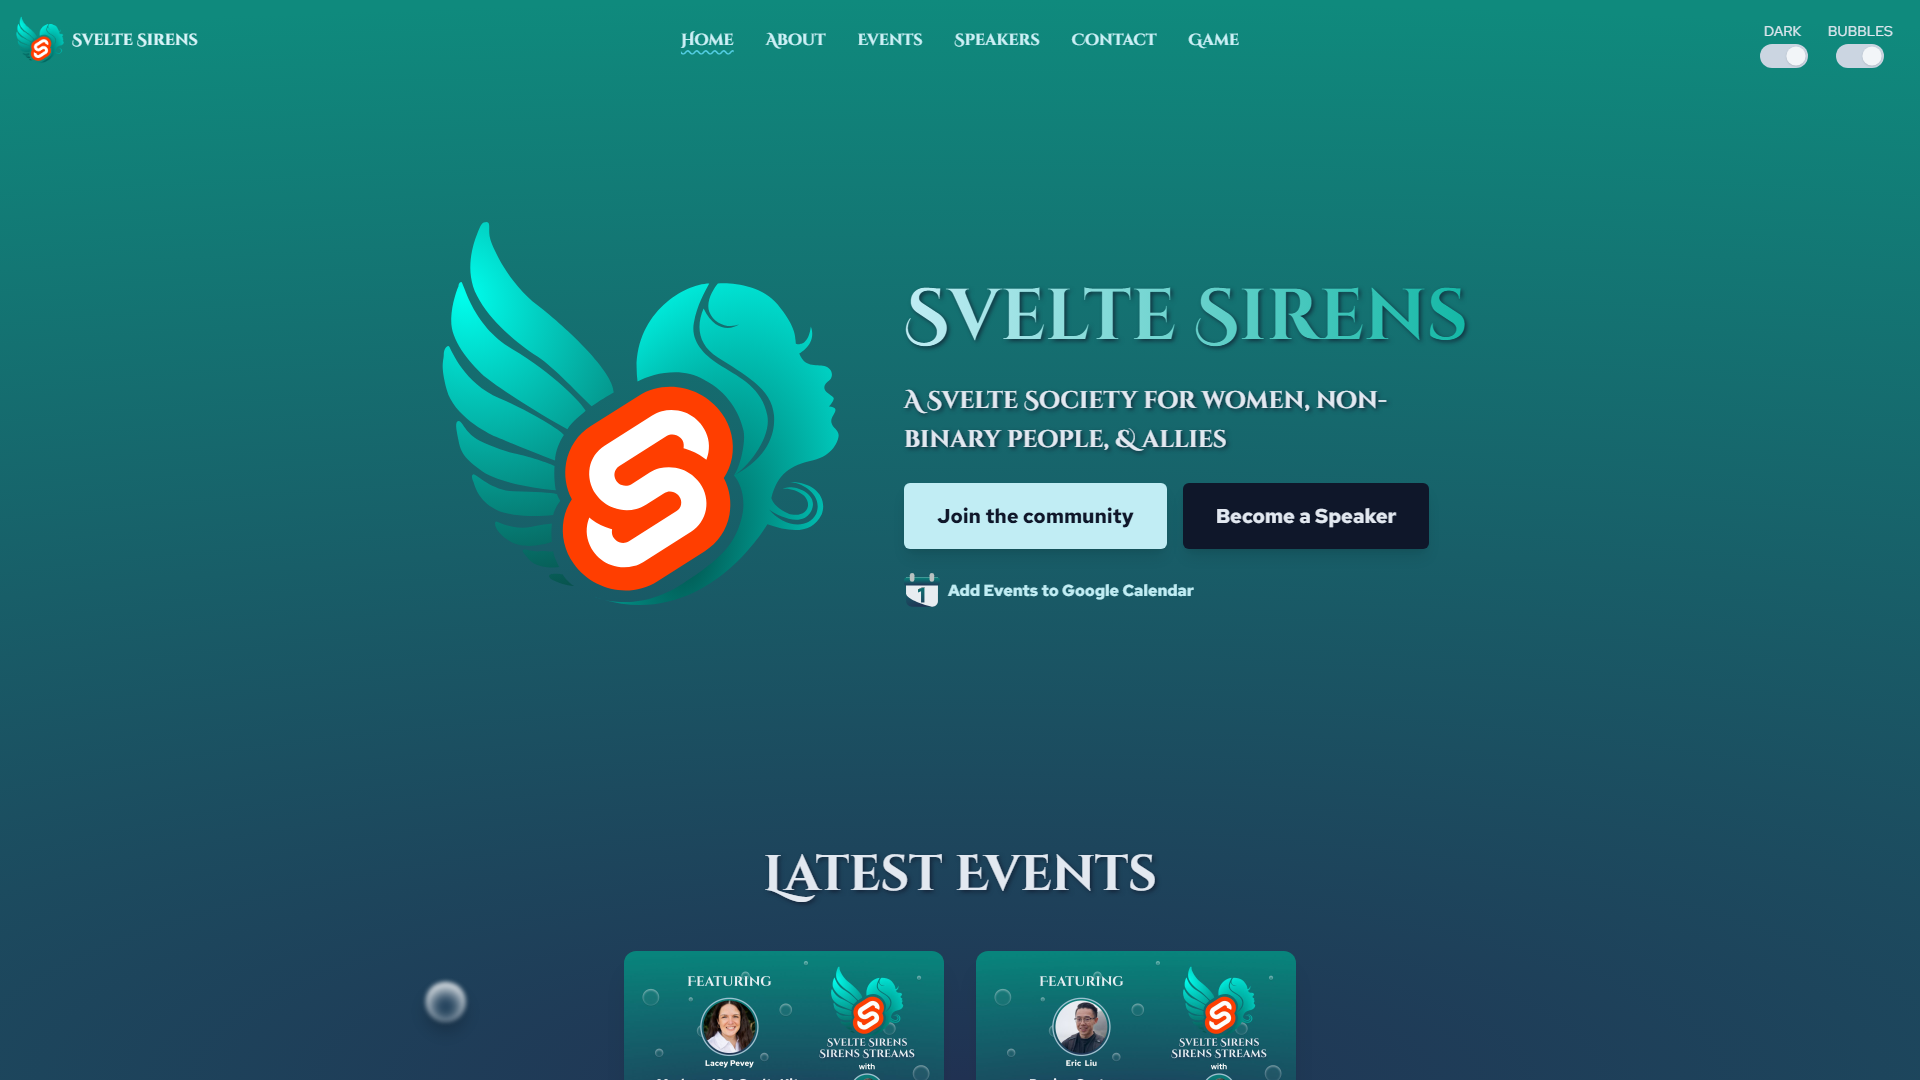 Svelte Sirens
Home
About
Events
Speakers
Contact
Game
DARK
BUBBLES
Svelte Sirens
A Svelte Society for women, non-
binary people, & allies
Join the community
Become a Speaker
1
Add Events to Google Calendar
Latest Events
Featuring
Lacey Pevey
Svelte Sirens
Sirens Streams
with
Featuring
Eric Liu
Svelte Sirens
Sirens Streams
with